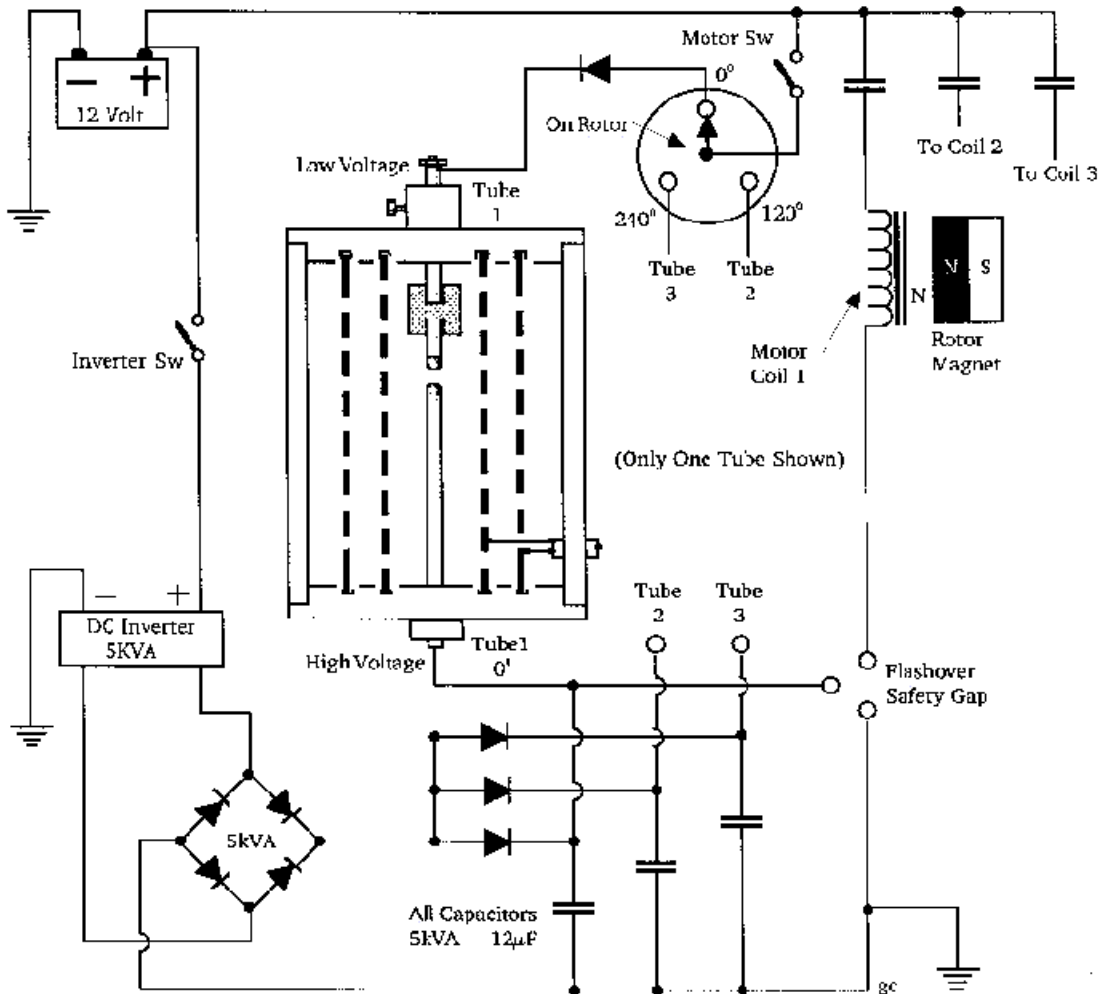 Motor Sw
0°
− +
12 Volt
On Rotor
Low Voltage
Tube
1
240°
120°
To Coil 2
To Coil 3
Tube
3
Tube
2
N S
N
Inverter Sw
Motor
Coil 1
Rotor
Magnet
(Only One Tube Shown)
− +
DC Inverter
5KVA
Tube
2
Tube
3
Tube1
0'
High Voltage
Flashover
Safety Gap
5kVA
All Capacitors
5kVA 12µF